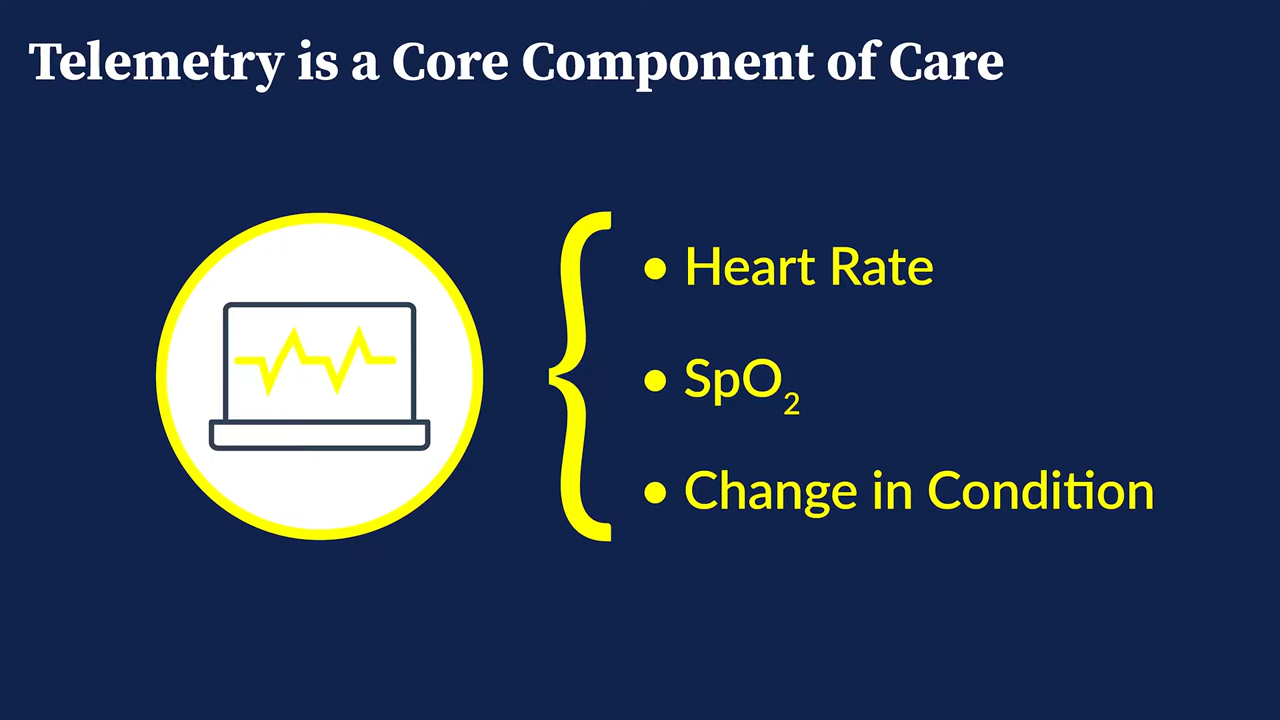 Telemetry is a Core Component of Care
• Heart Rate
• SpO₂
• Change in Condition